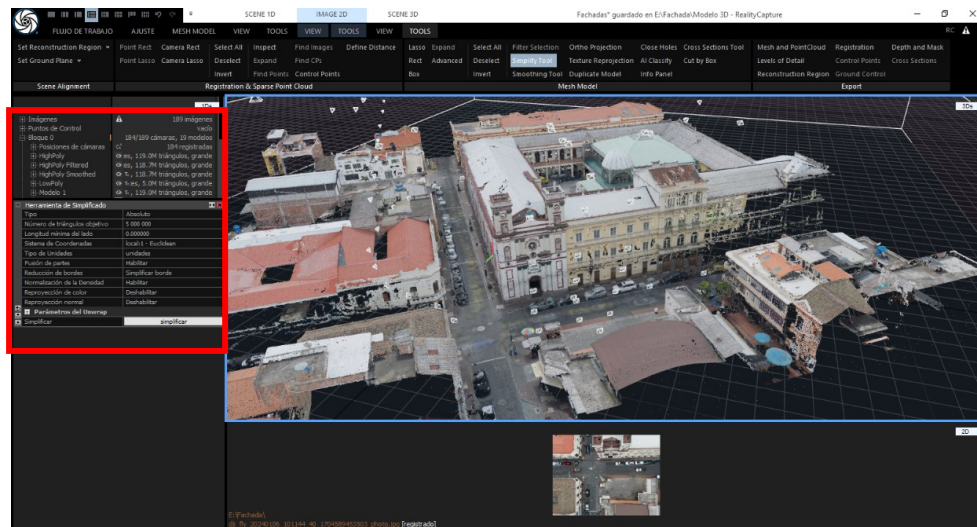 SCENE 1D IMAGE 2D SCENE 3D Fachadas* guardado en E:\Fachada\Modelo 3D - RealityCapture
FLUJO DE TRABAJO AJUSTE MESH MODEL VIEW TOOLS VIEW TOOLS VIEW TOOLS RC
Set Reconstruction Region Point Rect Camera Rect Select All Inspect Find Images Define Distance Lasso Expand Select All Filter Selection Ortho Projection Close Holes Cross Sections Tool Mesh and PointCloud Registration Depth and Mask
Set Ground Plane Point Lasso Camera Lasso Deselect Expand Find CPs Rect Advanced Deselect Simplify Tool Texture Reprojection AI Classify Cut by Box Levels of Detail Control Points Cross Sections
Invert Find Points Control Points Box Invert Smoothing Tool Duplicate Model Info Panel Reconstruction Region Ground Control
Scene Alignment Registration & Sparse Point Cloud Mesh Model Export
1Ds
3Ds
Imágenes 189 imágenes
Puntos de Control vacío
Bloque 0 184/189 cámaras, 19 modelos
Posiciones de cámaras 184 registradas
HighPoly es, 119.0M triángulos, grande
HighPoly Filtered es, 118.7M triángulos, grande
HighPoly Smoothed s, 118.7M triángulos, grande
LowPoly es, 5.0M triángulos, grande
Modelo 1 s, 119.0M triángulos, grande
Herramienta de Simplificado
Tipo Absoluto
Número de triángulos objetivo 5 000 000
Longitud mínima del lado 0.000000
Sistema de Coordenadas local:1 - Euclidean
Tipo de Unidades unidades
Fusión de partes Habilitar
Reducción de bordes Simplificar borde
Normalización de la Densidad Habilitar
Reproyección de color Deshabilitar
Reproyección normal Deshabilitar
Parámetros del Unwrap
Simplificar simplificar
2D
E:\Fachada\
dji_fly_20240106_101144_40_1704589453503_photo.jpg [registrado]